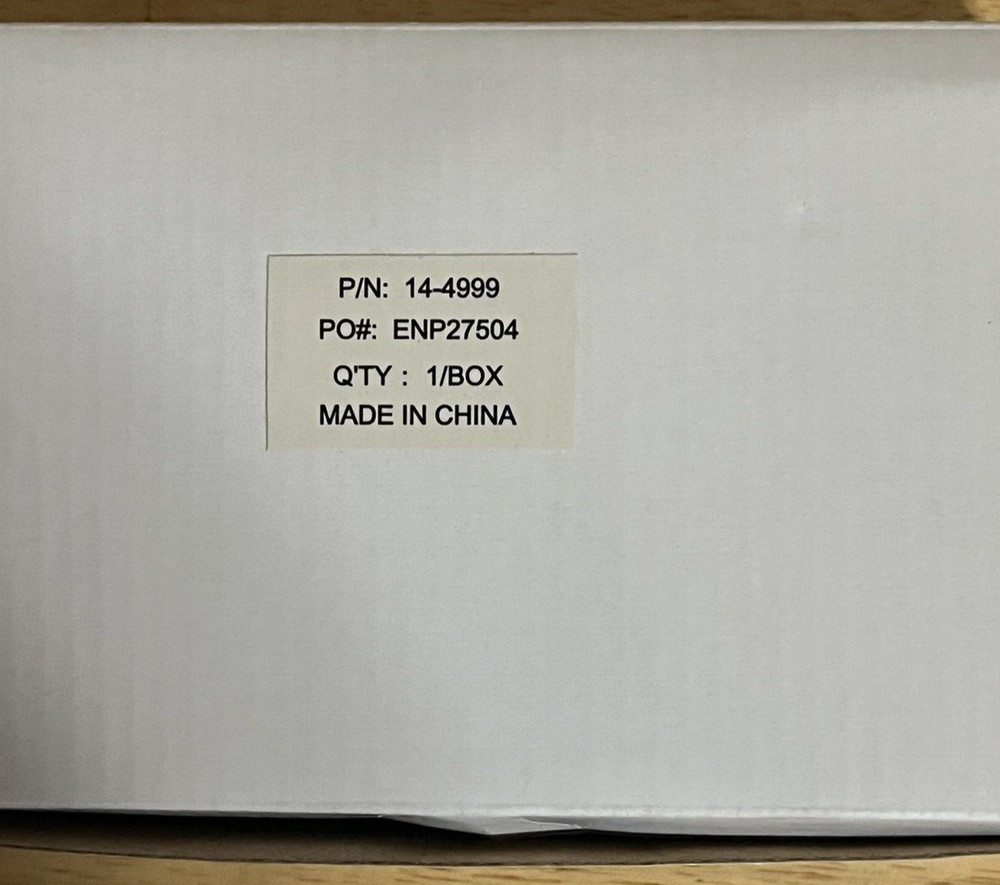 P/N: 14-4999
PO#: ENP27504
Q'TY : 1/BOX
MADE IN CHINA